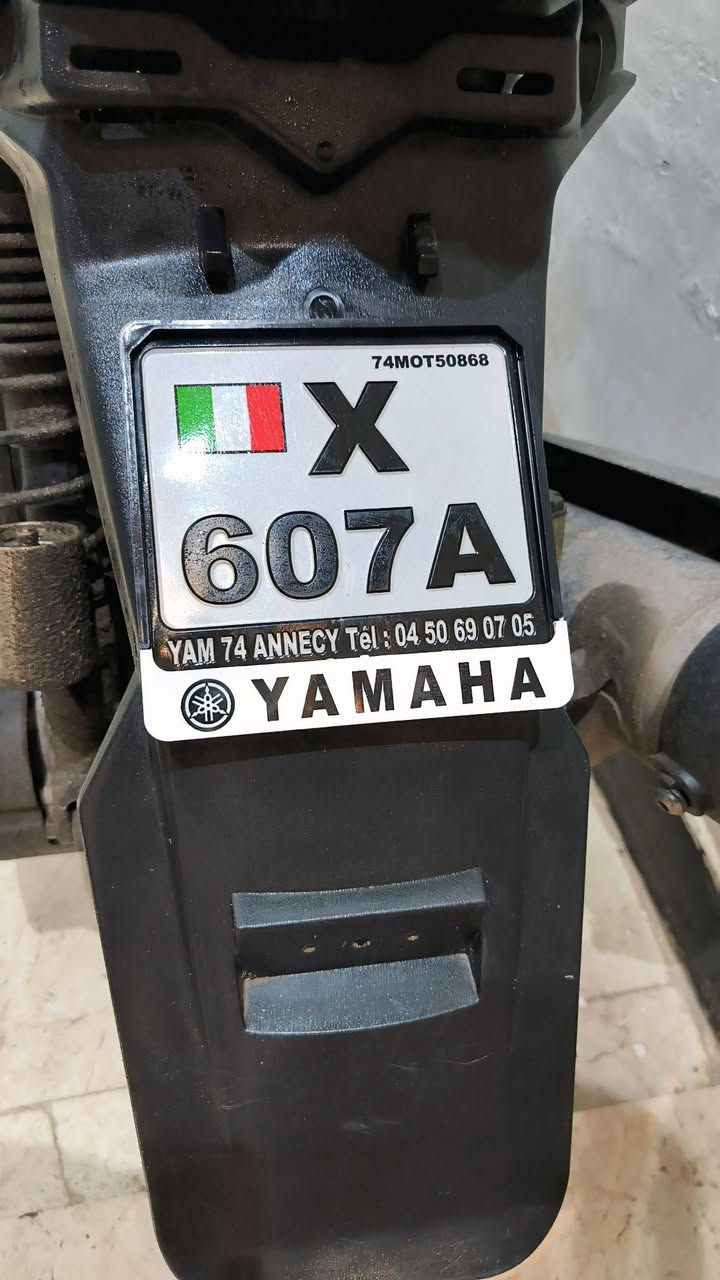 74MOT50868
X
607A
YAM 74 ANNECY Tél : 04 50 69 07 05
YAMAHA